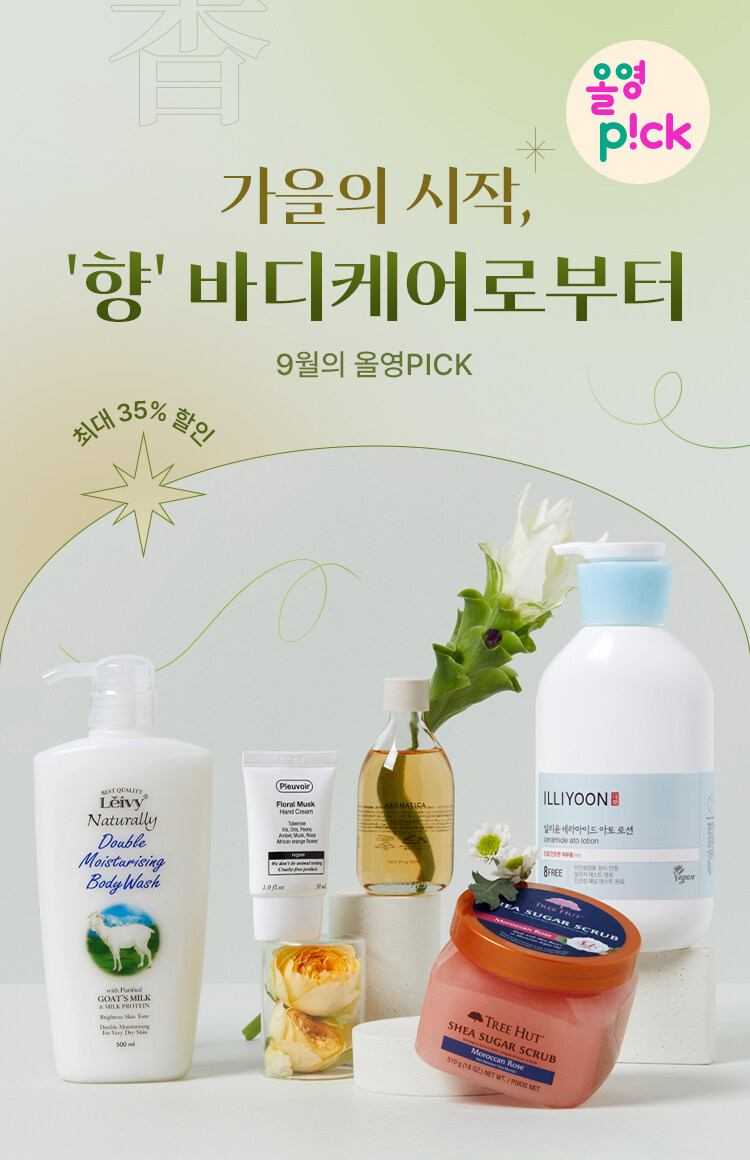 香
올영
p!ck
가을의 시작,
'향' 바디케어로부터
9월의 올영PICK
최대 35% 할인
BEST QUALITY
Leivy
Naturally
Double
Moisturising
Body Wash
with Purified
GOAT'S MILK
& MILK PROTEIN
Brightens Skin Tone
Double Moisturising
For Very Dry Skin
500 ml
Pleuvoir
Floral Musk
Hand Cream
Tuberose
Iris, Orris, Peony
Amber, Musk, Rose
African orange flower
vegan
We don't do animal testing
Cruelty-free product
1.0 fl.oz 30 mL
AROMATICA
ILLIYOON
일리윤 세라마이드 아토 로션
ceramide ato lotion
8FREE
Vegan
TREE HUT
SHEA SUGAR SCRUB
Moroccan Rose
TREE HUT
SHEA SUGAR SCRUB
Moroccan Rose
510 g (18 OZ.) NET WT. / POIDS NET